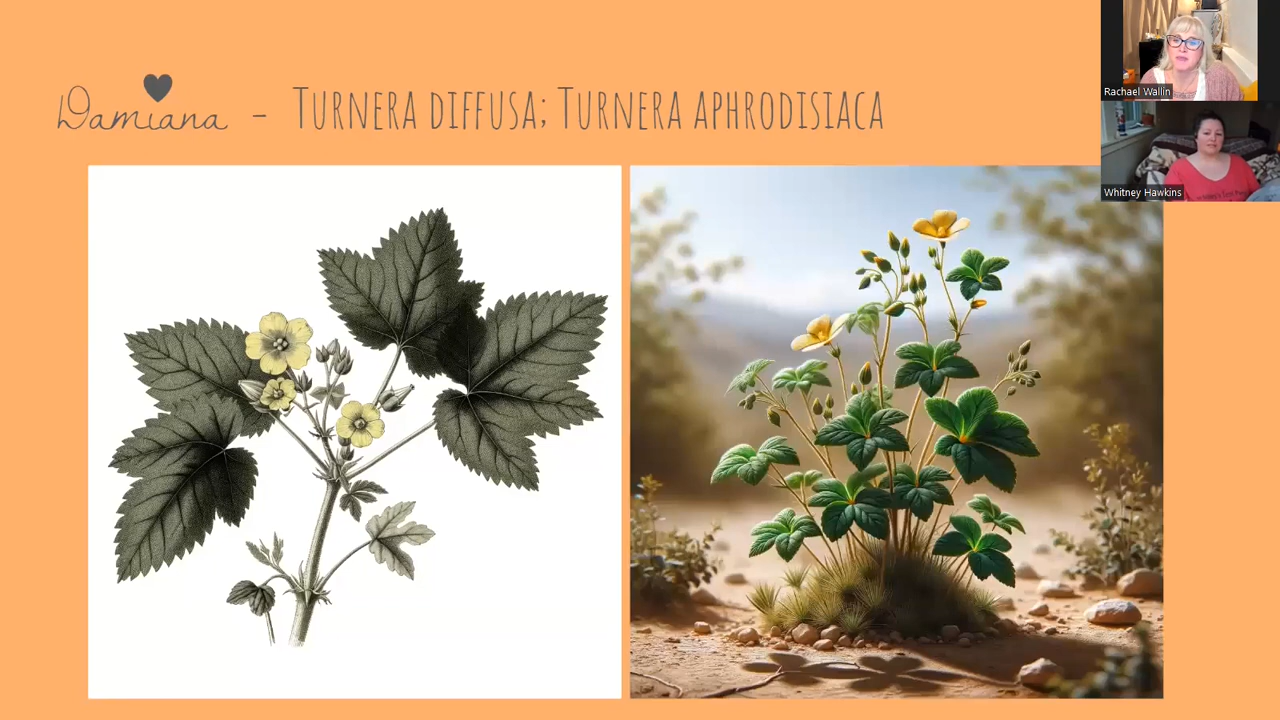 Damiana - Turnera diffusa; Turnera aphrodisiaca
Rachael Wallin
Whitney Hawkins